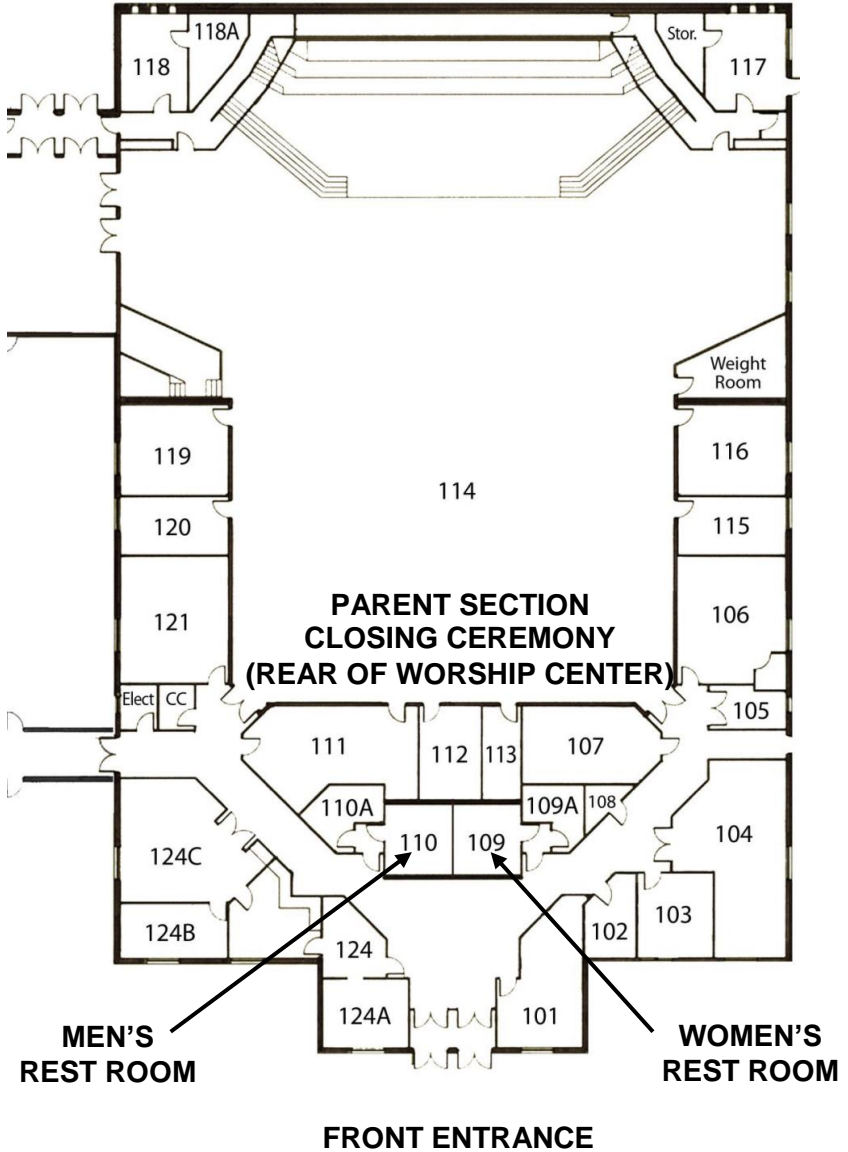 118A
Stor.
118
117
Weight
Room
119
116
114
120
115
121
106
PARENT SECTION
CLOSING CEREMONY
(REAR OF WORSHIP CENTER)
Elect
CC
105
111
112
113
107
110A
109A
108
110
109
104
124C
124B
124
102
103
124A
101
MEN'S
REST ROOM
WOMEN'S
REST ROOM
FRONT ENTRANCE